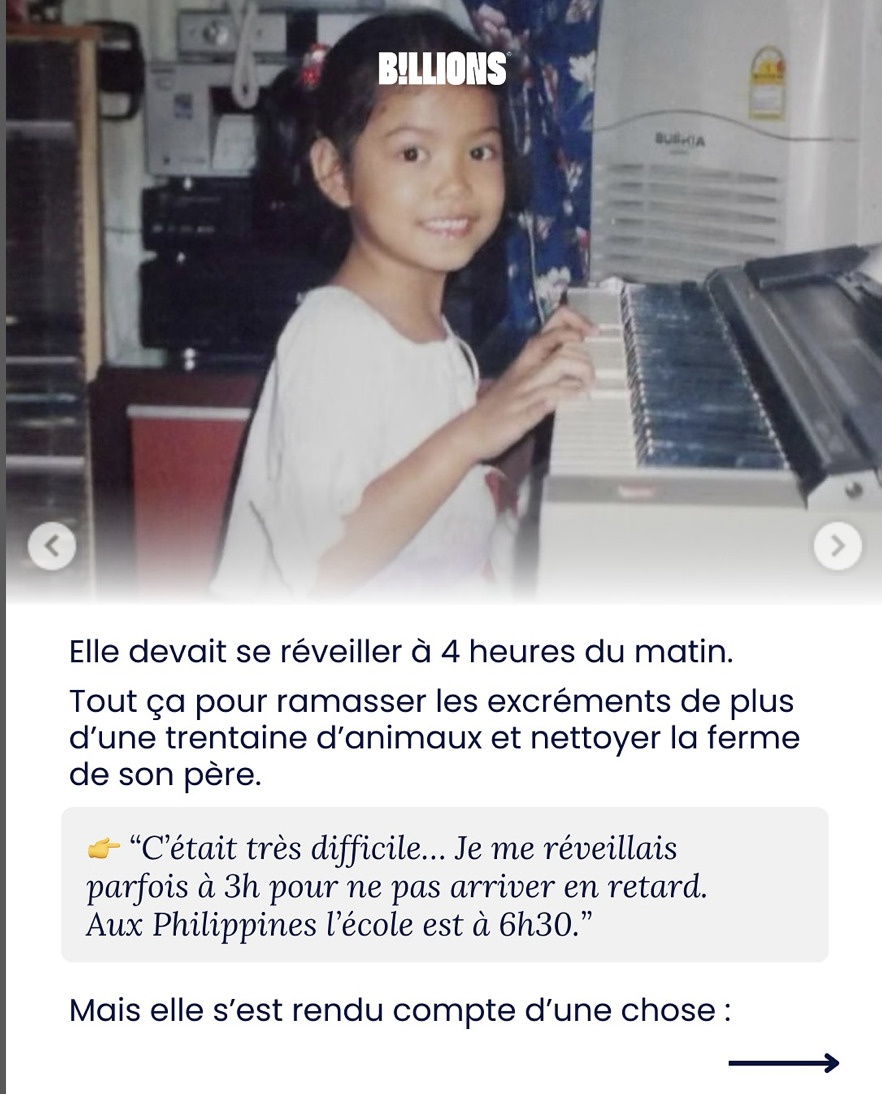 B!LLIONS
Elle devait se réveiller à 4 heures du matin.
Tout ça pour ramasser les excréments de plus
d’une trentaine d’animaux et nettoyer la ferme
de son père.
👉 “C’était très difficile... Je me réveillais
parfois à 3h pour ne pas arriver en retard.
Aux Philippines l’école est à 6h30.”
Mais elle s’est rendu compte d’une chose :